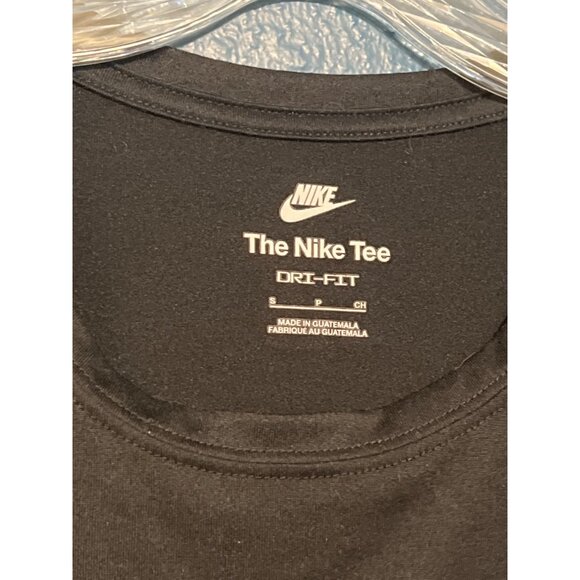 NIKE
The Nike Tee
DRI-FIT
S P CH
MADE IN GUATEMALA
FABRIQUE AU GUATEMALA